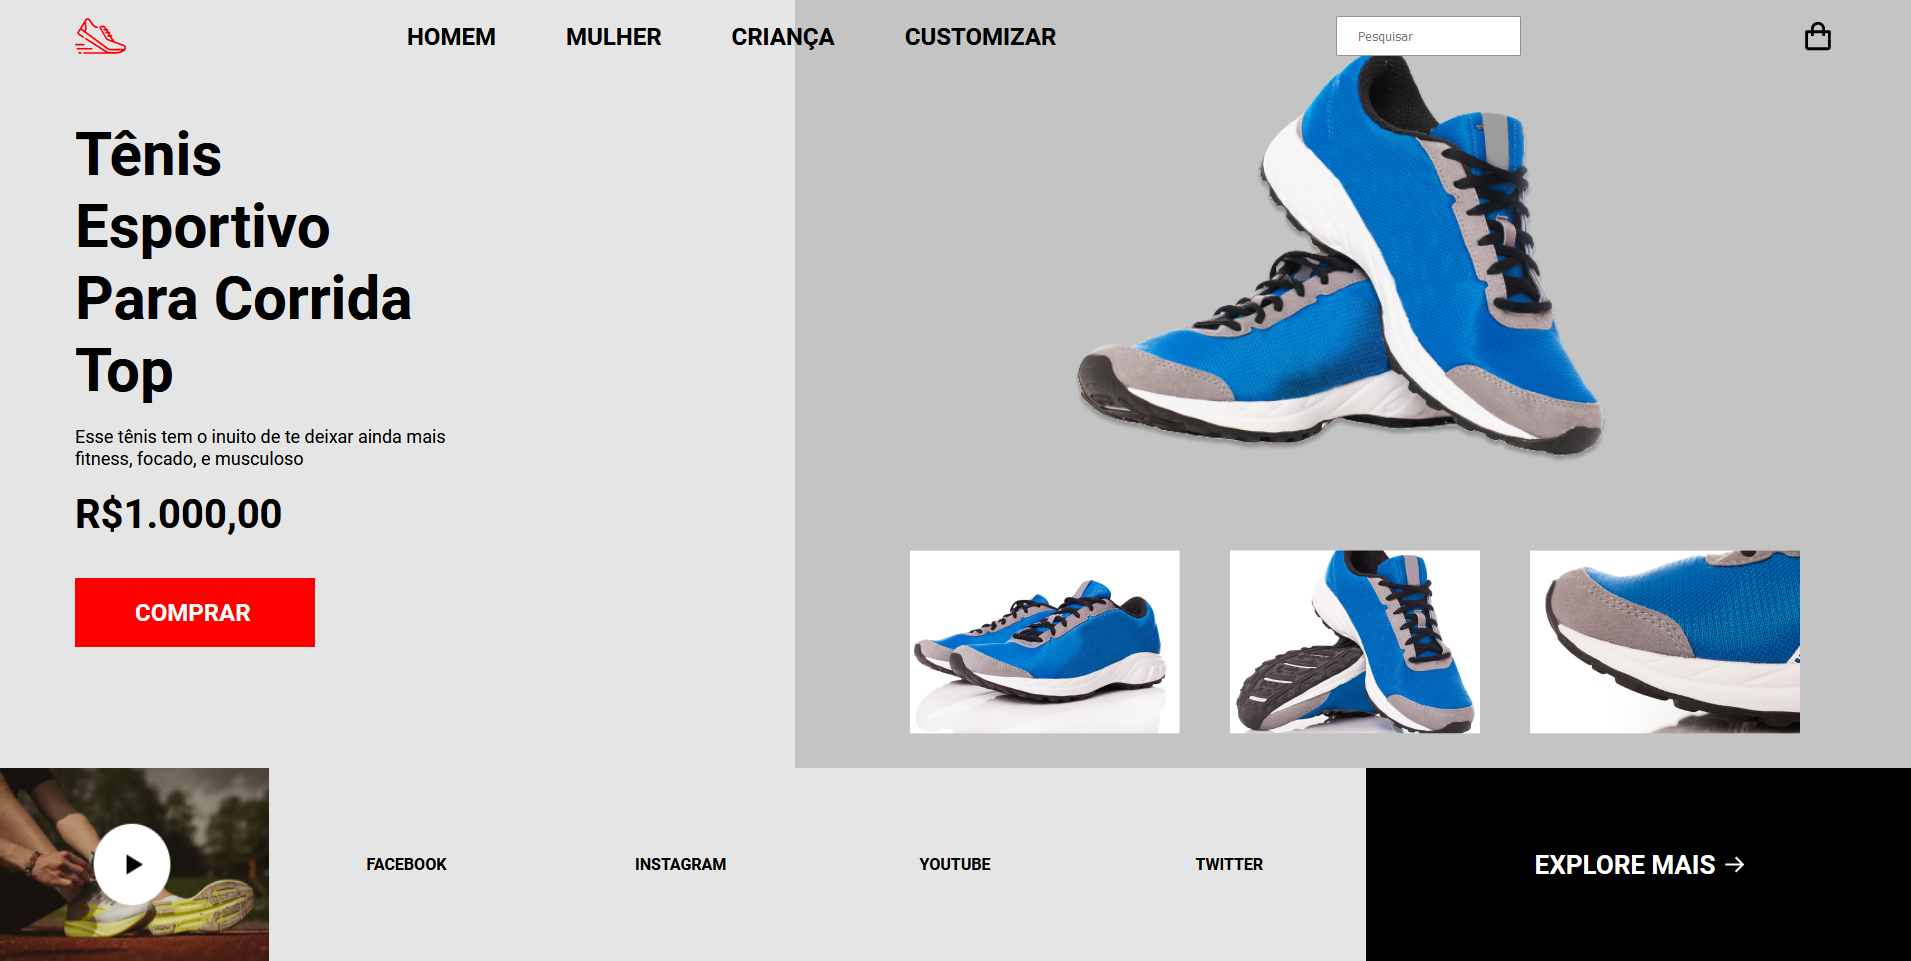 HOMEM MULHER CRIANÇA CUSTOMIZAR Pesquisar
Tênis
Esportivo
Para Corrida
Top
Esse tênis tem o inuito de te deixar ainda mais
fitness, focado, e musculoso
R$1.000,00
COMPRAR
FACEBOOK INSTAGRAM YOUTUBE TWITTER EXPLORE MAIS →